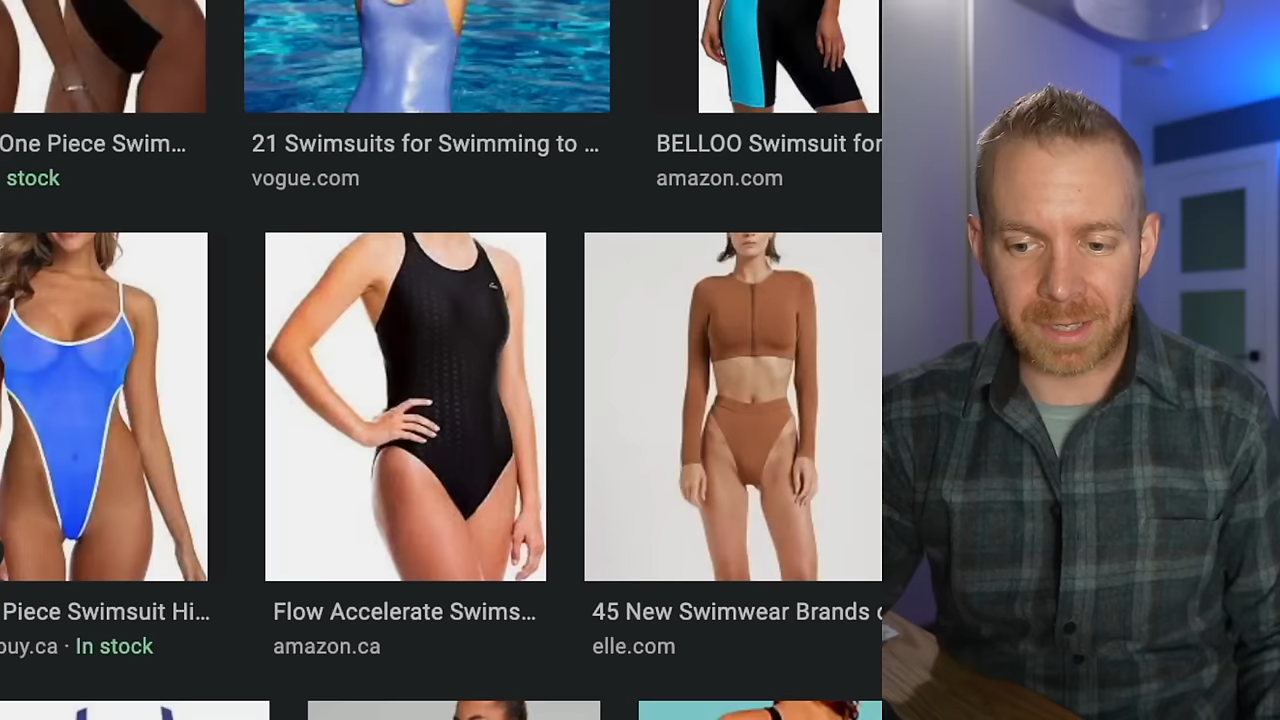 One Piece Swim...
stock
21 Swimsuits for Swimming to ...
vogue.com
BELLOO Swimsuit for
amazon.com
Piece Swimsuit Hi...
buy.ca · In stock
Flow Accelerate Swims...
amazon.ca
45 New Swimwear Brands
elle.com